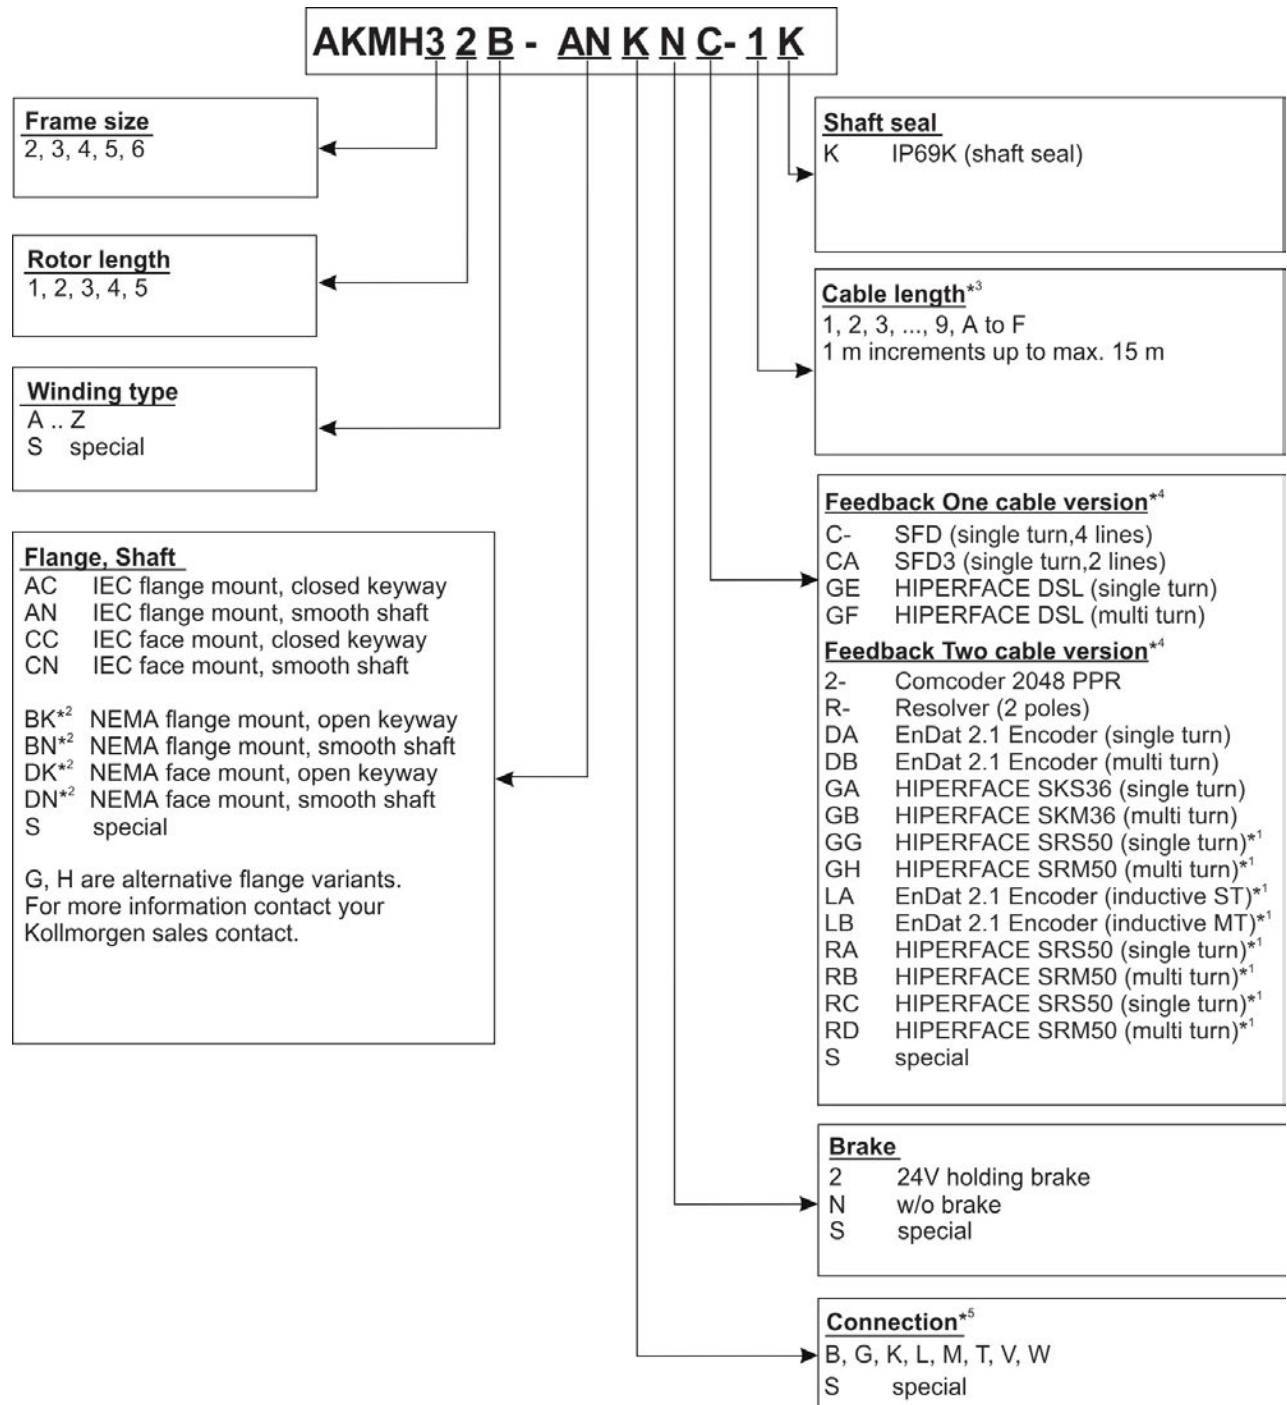 AKMH32B - AN K N C- 1 K
Frame size
2, 3, 4, 5, 6
Rotor length
1, 2, 3, 4, 5
Winding type
A .. Z
S special
Flange, Shaft
AC IEC flange mount, closed keyway
AN IEC flange mount, smooth shaft
CC IEC face mount, closed keyway
CN IEC face mount, smooth shaft
BK*2 NEMA flange mount, open keyway
BN*2 NEMA flange mount, smooth shaft
DK*2 NEMA face mount, open keyway
DN*2 NEMA face mount, smooth shaft
S special
G, H are alternative flange variants.
For more information contact your
Kollmorgen sales contact.
Shaft seal
K IP69K (shaft seal)
Cable length*3
1, 2, 3, ..., 9, A to F
1 m increments up to max. 15 m
Feedback One cable version*4
C- SFD (single turn,4 lines)
CA SFD3 (single turn,2 lines)
GE HIPERFACE DSL (single turn)
GF HIPERFACE DSL (multi turn)
Feedback Two cable version*4
2- Comcoder 2048 PPR
R- Resolver (2 poles)
DA EnDat 2.1 Encoder (single turn)
DB EnDat 2.1 Encoder (multi turn)
GA HIPERFACE SKS36 (single turn)
GB HIPERFACE SKM36 (multi turn)
GG HIPERFACE SRS50 (single turn)*1
GH HIPERFACE SRM50 (multi turn)*1
LA EnDat 2.1 Encoder (inductive ST)*1
LB EnDat 2.1 Encoder (inductive MT)*1
RA HIPERFACE SRS50 (single turn)*1
RB HIPERFACE SRM50 (multi turn)*1
RC HIPERFACE SRS50 (single turn)*1
RD HIPERFACE SRM50 (multi turn)*1
S special
Brake
2 24V holding brake
N w/o brake
S special
Connection*5
B, G, K, L, M, T, V, W
S special